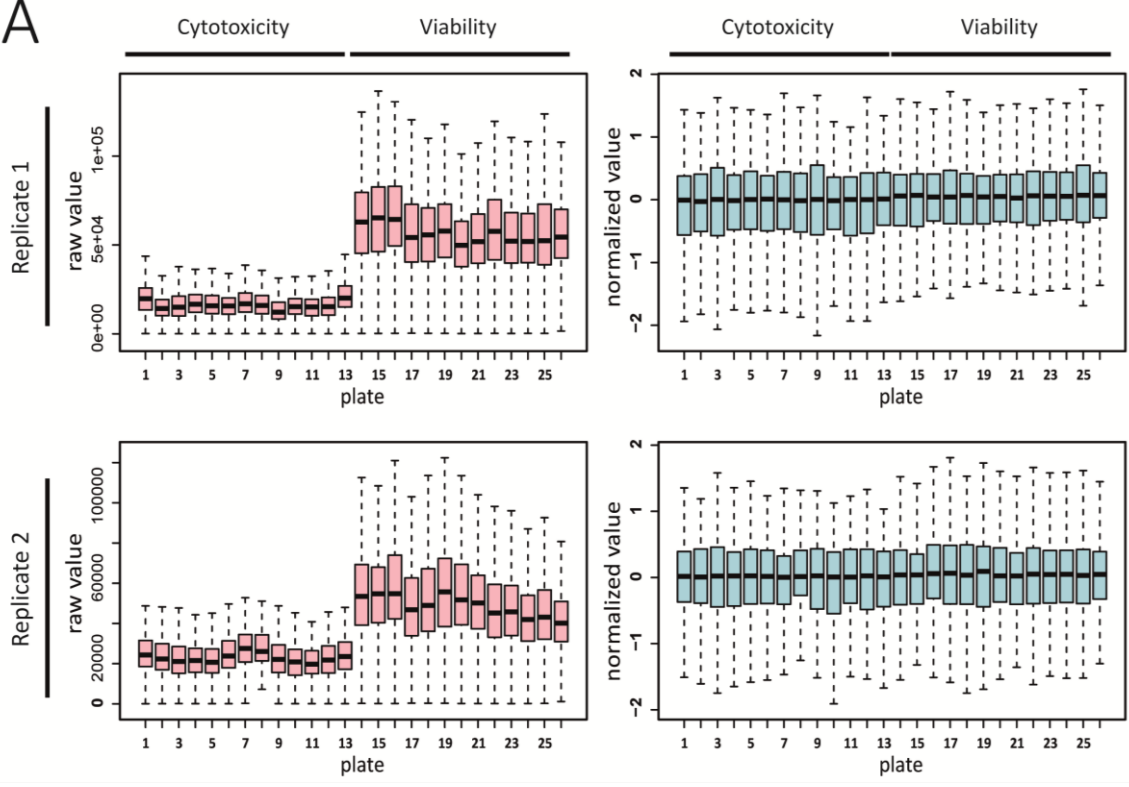 A
Cytotoxicity Viability Cytotoxicity Viability
Replicate 1
raw value
1e+05
5e+04
0e+00
1 3 5 7 9 11 13 15 17 19 21 23 25
plate
normalized value
2
1
0
−1
−2
1 3 5 7 9 11 13 15 17 19 21 23 25
plate
Replicate 2
raw value
100000
60000
20000
0
1 3 5 7 9 11 13 15 17 19 21 23 25
plate
normalized value
2
1
0
−1
−2
1 3 5 7 9 11 13 15 17 19 21 23 25
plate